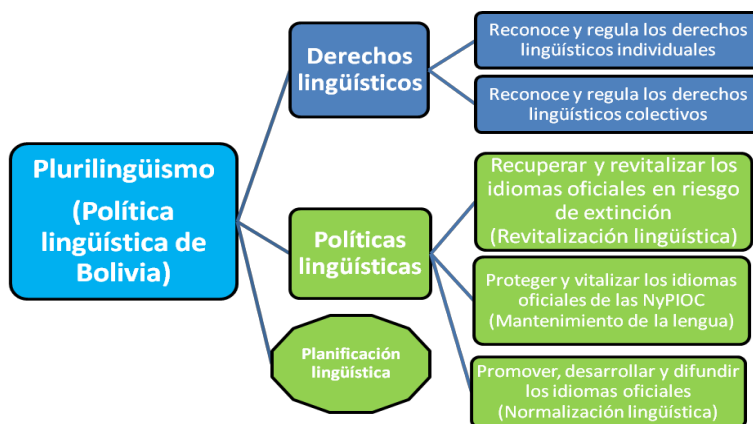 Plurilingüismo
(Política
lingüística de
Bolivia)
Derechos
lingüísticos
Reconoce y regula los derechos
lingüísticos individuales
Reconoce y regula los derechos
lingüísticos colectivos
Políticas
lingüísticas
Recuperar y revitalizar los
idiomas oficiales en riesgo
de extinción
(Revitalización lingüística)
Proteger y vitalizar los idiomas
oficiales de las NyPIOC
(Mantenimiento de la lengua)
Promover, desarrollar y difundir
los idiomas oficiales
(Normalización lingüística)
Planificación
lingüística